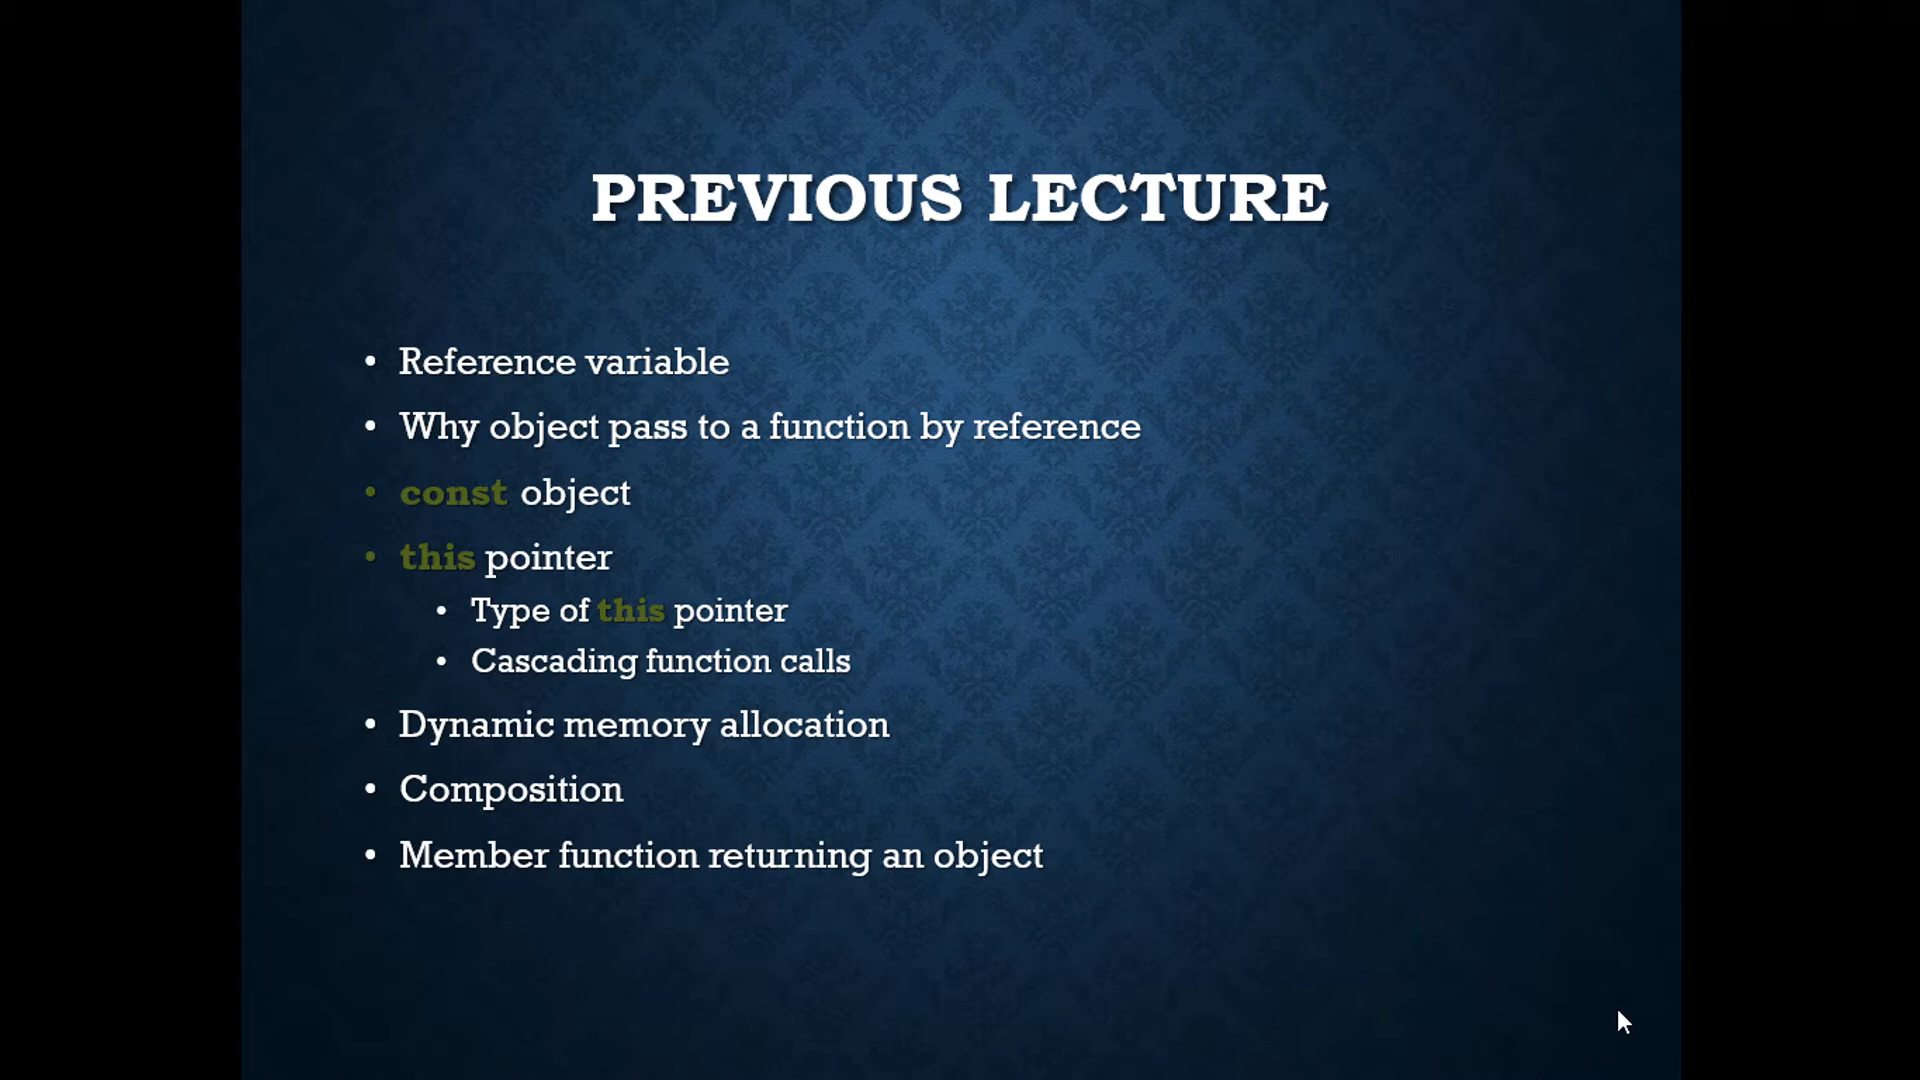 PREVIOUS LECTURE
• Reference variable
• Why object pass to a function by reference
• const object
• this pointer
• Type of this pointer
• Cascading function calls
• Dynamic memory allocation
• Composition
• Member function returning an object